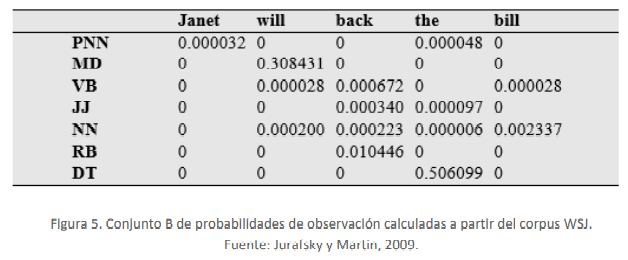 Janet will back the bill
PNN 0.000032 0 0 0.000048 0
MD 0 0.308431 0 0 0
VB 0 0.000028 0.000672 0 0.000028
JJ 0 0 0.000340 0.000097 0
NN 0 0.000200 0.000223 0.000006 0.002337
RB 0 0 0.010446 0 0
DT 0 0 0 0.506099 0
Figura 5. Conjunto B de probabilidades de observación calculadas a partir del corpus WSJ.
Fuente: Juralsky y Martin, 2009.